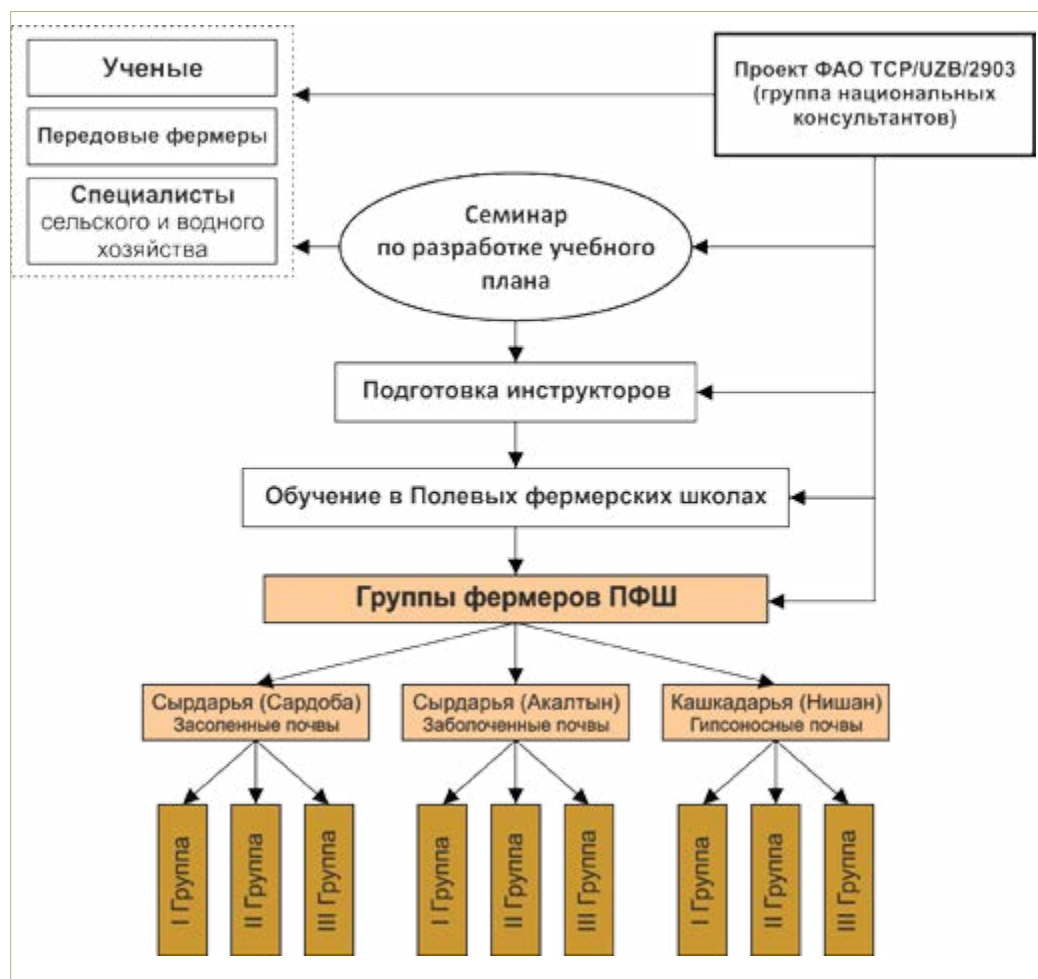 Ученые
Передовые фермеры
Специалисты
сельского и водного
хозяйства
Проект ФАО TCP/UZB/2903
(группа национальных
консультантов)
Семинар
по разработке учебного
плана
Подготовка инструкторов
Обучение в Полевых фермерских школах
Группы фермеров ПФШ
Сырдарья (Сардоба)
Засоленные почвы
Сырдарья (Акалтын)
Заболоченные почвы
Кашкадарья (Нишан)
Гипсоносные почвы
I Группа
II Группа
III Группа
I Группа
II Группа
III Группа
I Группа
II Группа
III Группа